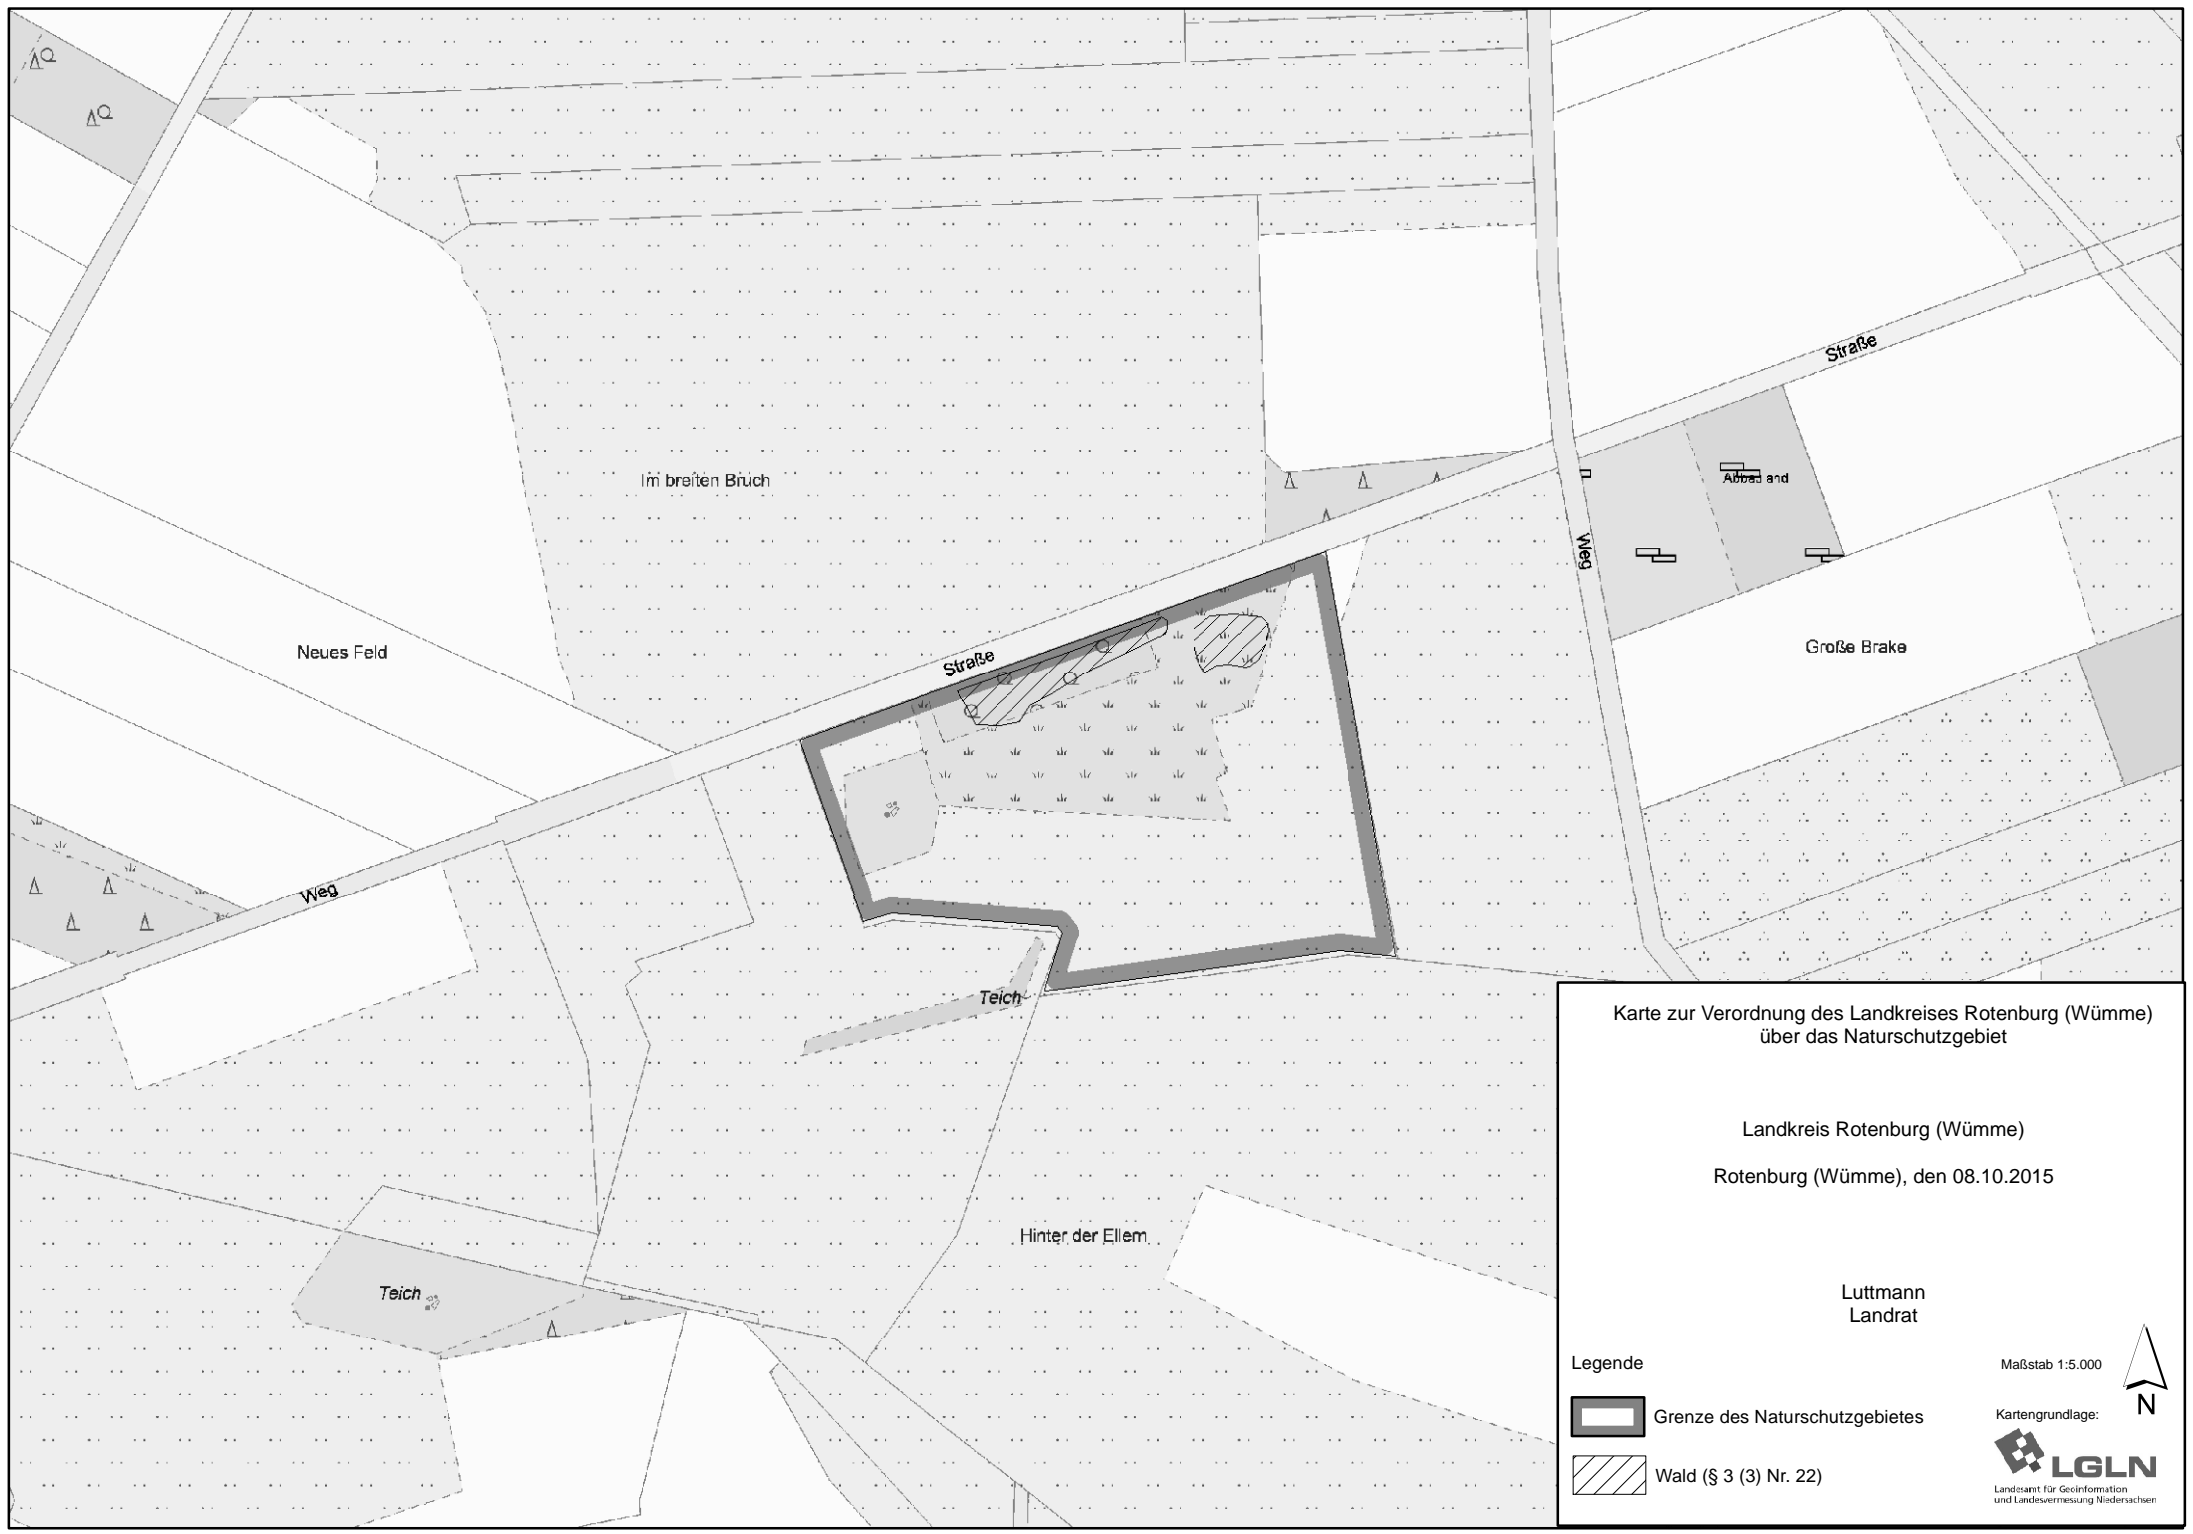 Straße
Im breiten Bruch
Weg
Neues Feld
Große Brake
Straße
Weg
Teich
Hinter der Ellern
Teich
Karte zur Verordnung des Landkreises Rotenburg (Wümme)
über das Naturschutzgebiet
Landkreis Rotenburg (Wümme)
Rotenburg (Wümme), den 08.10.2015
Luttmann
Landrat
Legende
Maßstab 1:5.000
N
Grenze des Naturschutzgebietes
Kartengrundlage:
LGLN
Landesamt für Geoinformation
und Landesvermessung Niedersachsen
Wald (§ 3 (3) Nr. 22)